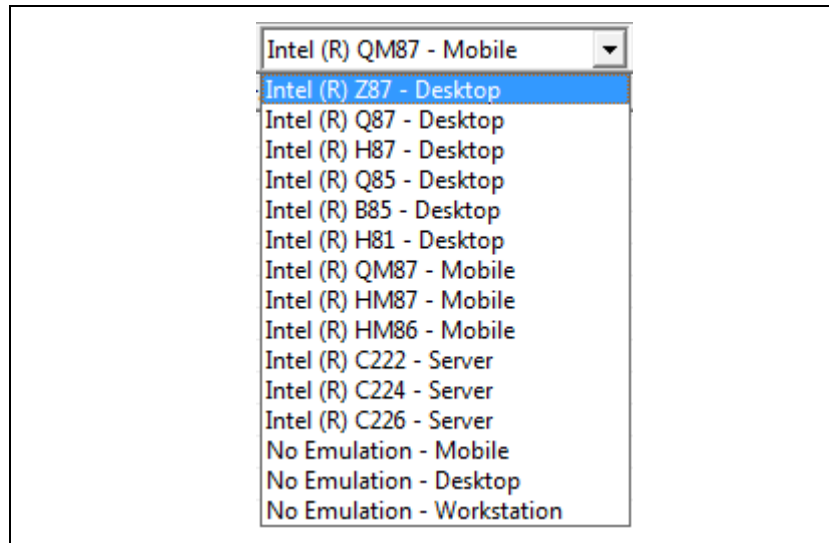 Intel (R) QM87 - Mobile
Intel (R) Z87 - Desktop
Intel (R) Q87 - Desktop
Intel (R) H87 - Desktop
Intel (R) Q85 - Desktop
Intel (R) B85 - Desktop
Intel (R) H81 - Desktop
Intel (R) QM87 - Mobile
Intel (R) HM87 - Mobile
Intel (R) HM86 - Mobile
Intel (R) C222 - Server
Intel (R) C224 - Server
Intel (R) C226 - Server
No Emulation - Mobile
No Emulation - Desktop
No Emulation - Workstation